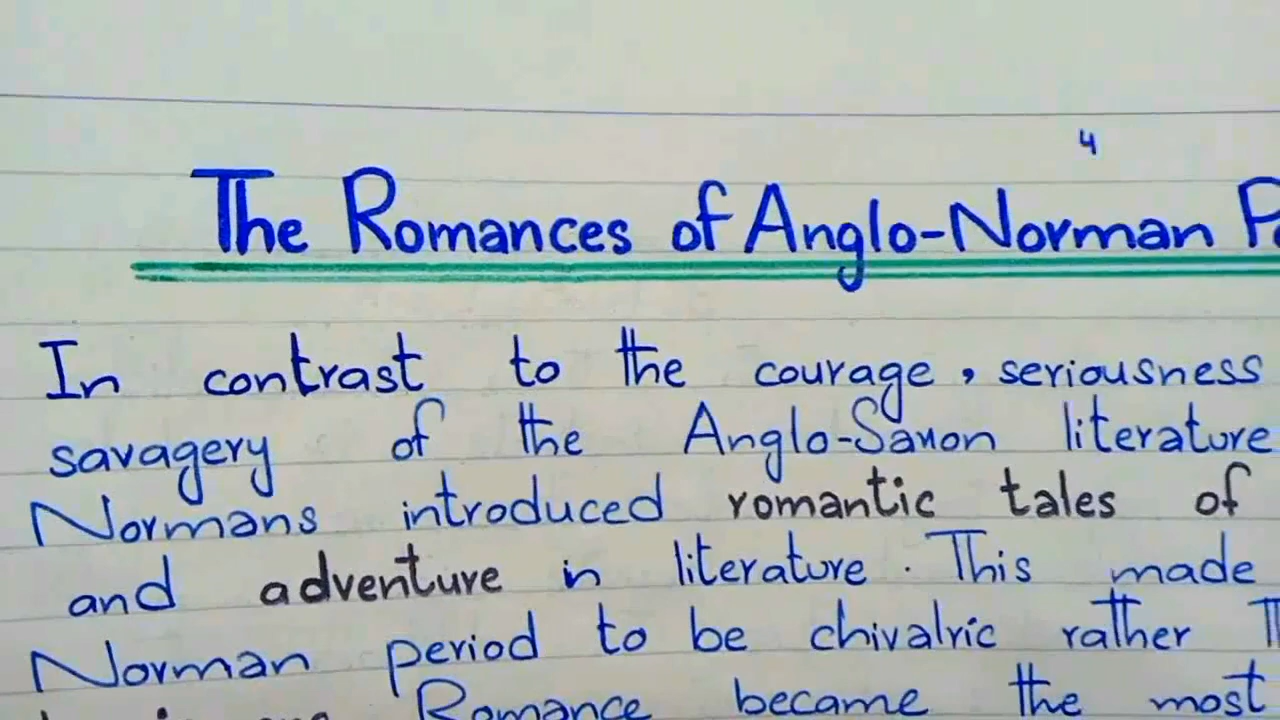 4
The Romances of Anglo-Norman
In contrast to the courage, seriousness
savagery of the Anglo-Saxon literature
Normans introduced romantic tales of
and adventure in literature. This made
Norman period to be chivalric rather
Romance became the most